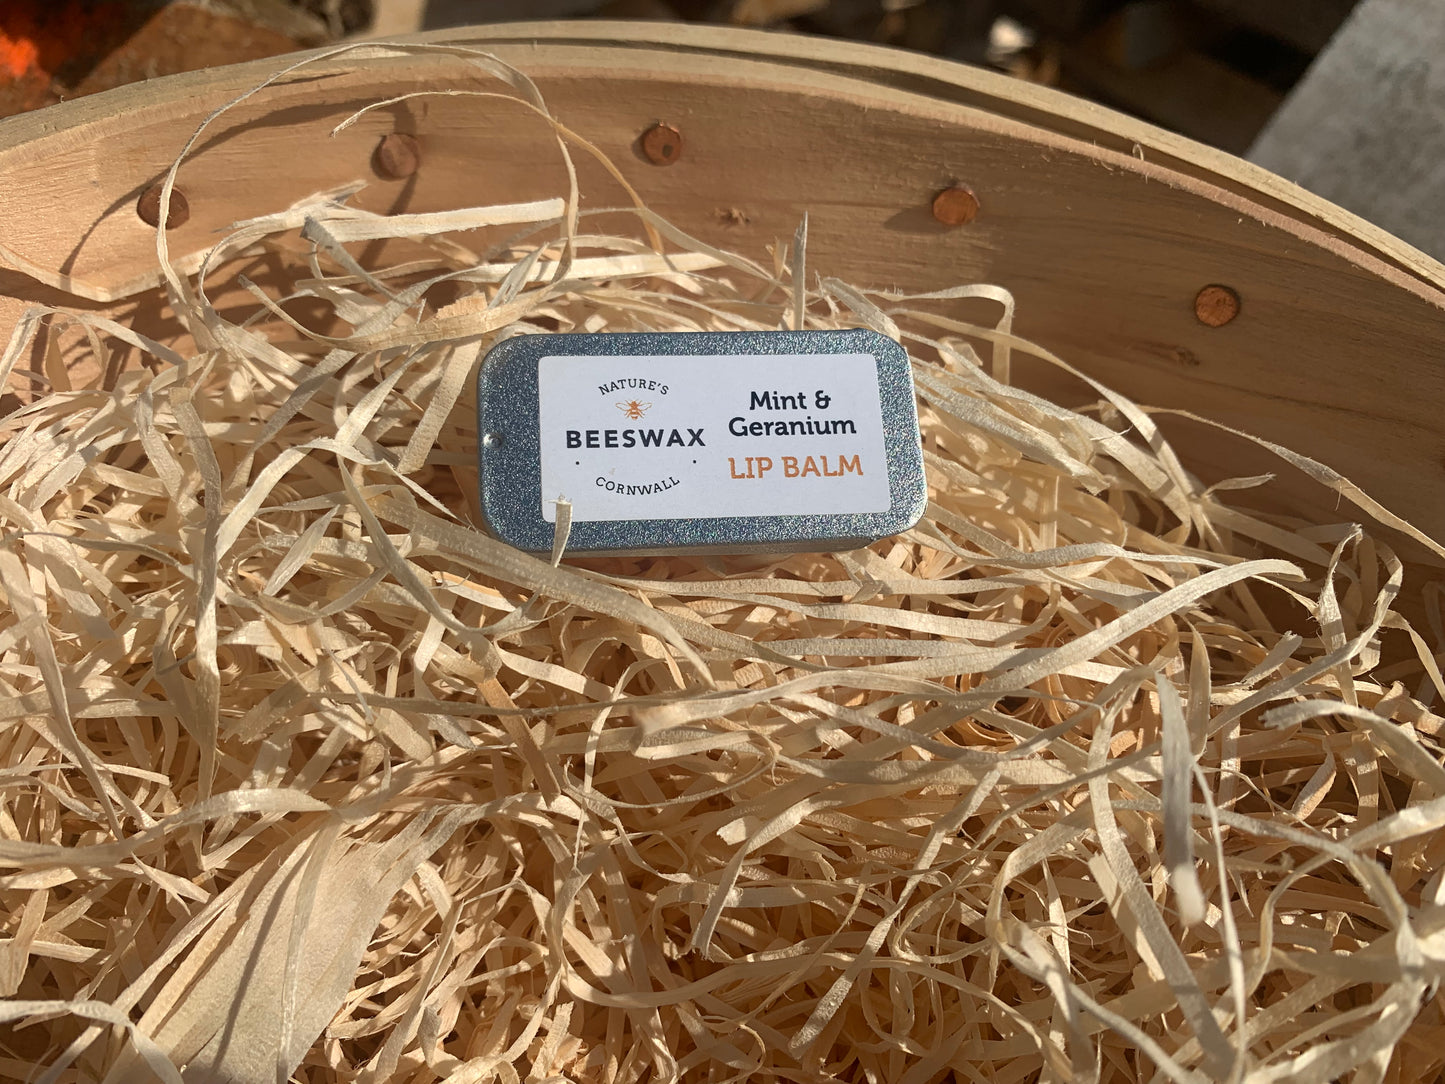 NATURE'S
BEESWAX
CORNWALL
Mint &
Geranium
LIP BALM